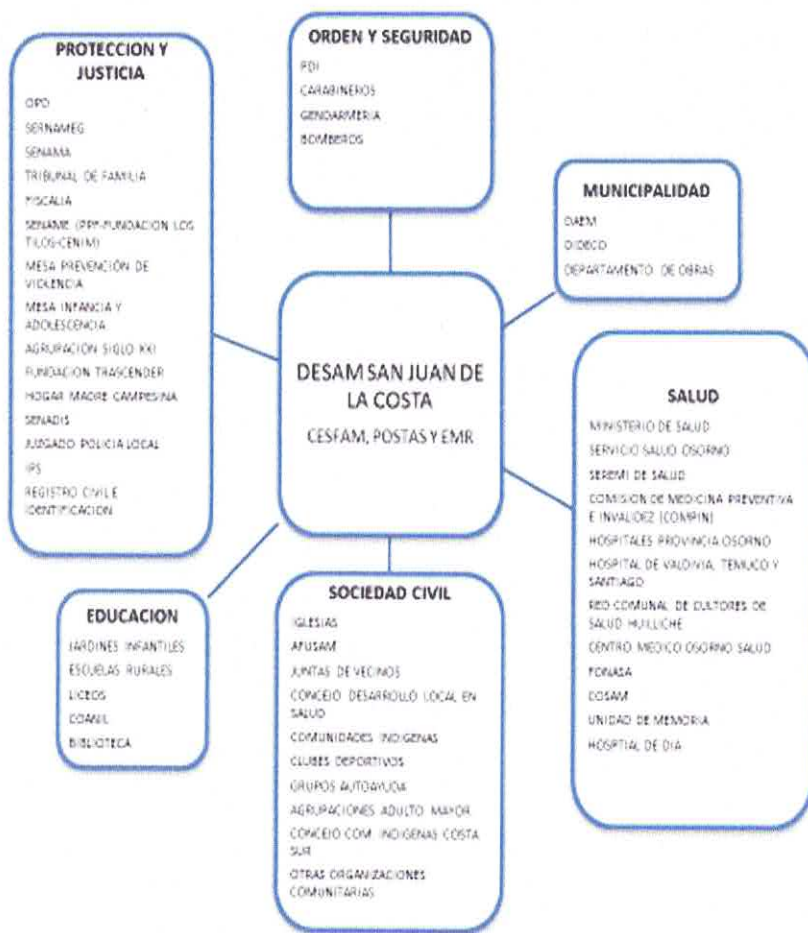 PROTECCION Y
JUSTICIA
OPD
SERNAMEG
SENAMA
TRIBUNAL DE FAMILIA
FISCALIA
SENAME (PPF-FUNDACION LOS
TILOS-CENIM)
MESA PREVENCIÓN DE
VIOLENCIA
MESA INFANCIA Y
ADOLESCENCIA
AGRUPACION SIGLO XXI
FUNDACION TRASCENDER
HOGAR MADRE CAMPESINA
SENADIS
JUZGADO POLICIA LOCAL
IPS
REGISTRO CIVIL E
IDENTIFICACION
ORDEN Y SEGURIDAD
PDI
CARABINEROS
GENDARMERIA
BOMBEROS
MUNICIPALIDAD
DAEM
DIDECO
DEPARTAMENTO DE OBRAS
DESAM SAN JUAN DE
LA COSTA
CESFAM, POSTAS Y EMR
SALUD
MINISTERIO DE SALUD
SERVICIO SALUD OSORNO
SEREMI DE SALUD
COMISION DE MEDICINA PREVENTIVA
E INVALIDEZ (COMPIN)
HOSPITALES PROVINCIA OSORNO
HOSPITAL DE VALDIVIA, TEMUCO Y
SANTIAGO
RED COMUNAL DE CULTORES DE
SALUD HUILLICHE
CENTRO MEDICO OSORNO SALUD
FONASA
COSAM
UNIDAD DE MEMORIA
HOSPTIAL DE DIA
EDUCACION
JARDINES INFANTILES
ESCUELAS RURALES
LICEOS
COANIL
BIBLIOTECA
SOCIEDAD CIVIL
IGLESIAS
AFUSAM
JUNTAS DE VECINOS
CONCEJO DESARROLLO LOCAL EN
SALUD
COMUNIDADES INDIGENAS
CLUBES DEPORTIVOS
GRUPOS AUTOAYUDA
AGRUPACIONES ADULTO MAYOR
CONCEJO COM. INDIGENAS COSTA
SUR
OTRAS ORGANIZACIONES
COMUNITARIAS